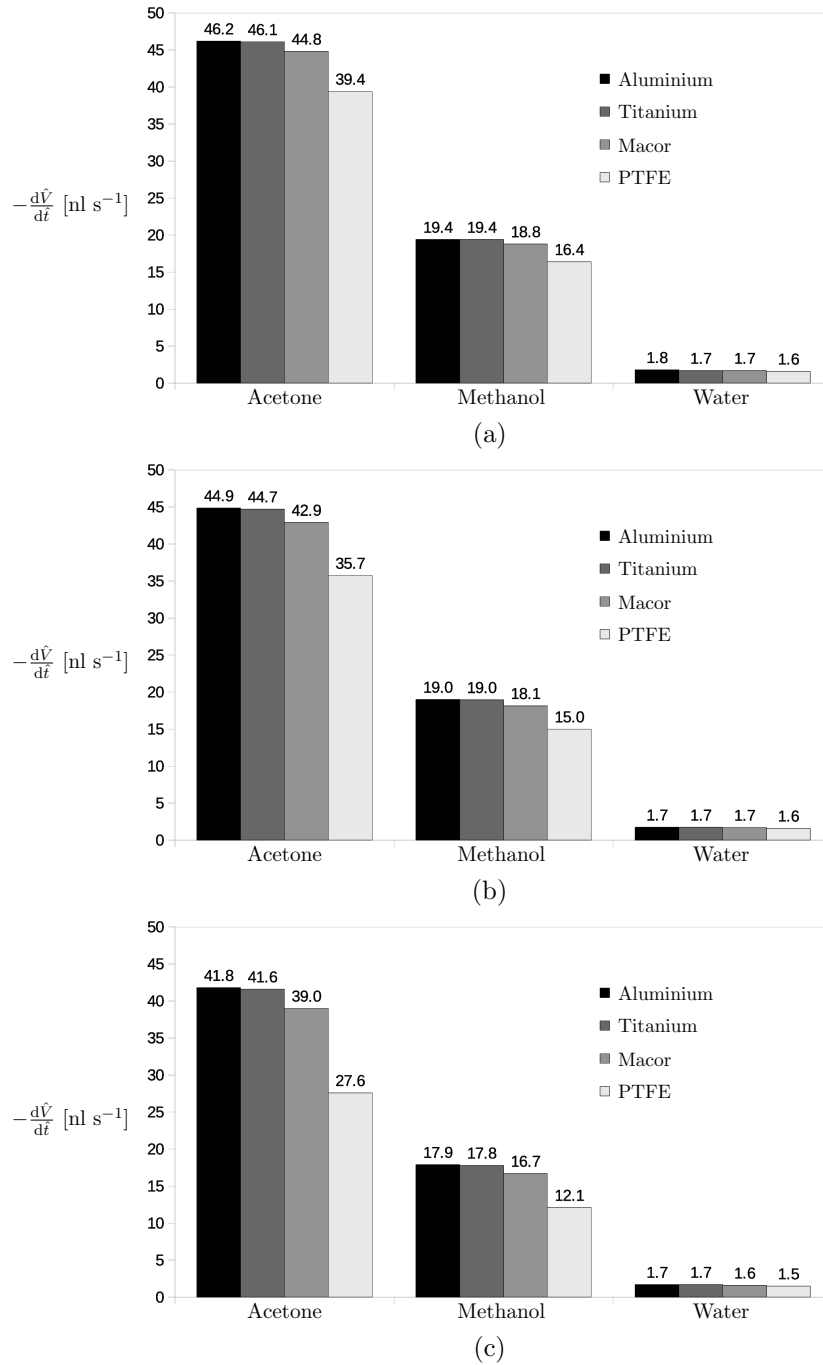 50
46.2 46.1 44.8
45
39.4
40
Aluminium
35
Titanium
30
Macor
25
PTFE
−dV̂/dt̂ [nl s⁻¹]
20
19.4 19.4 18.8
16.4
15
10
5
1.8 1.7 1.7 1.6
0
Acetone Methanol Water
(a)
50
44.9 44.7 42.9
45
40
35.7
Aluminium
35
Titanium
30
Macor
25
PTFE
−dV̂/dt̂ [nl s⁻¹]
20
19.0 19.0 18.1
15.0
15
10
5
1.7 1.7 1.7 1.6
0
Acetone Methanol Water
(b)
50
45
41.8 41.6 39.0
40
Aluminium
35
Titanium
30
27.6
Macor
25
PTFE
−dV̂/dt̂ [nl s⁻¹]
20
17.9 17.8 16.7
15
12.1
10
5
1.7 1.7 1.6 1.5
0
Acetone Methanol Water
(c)